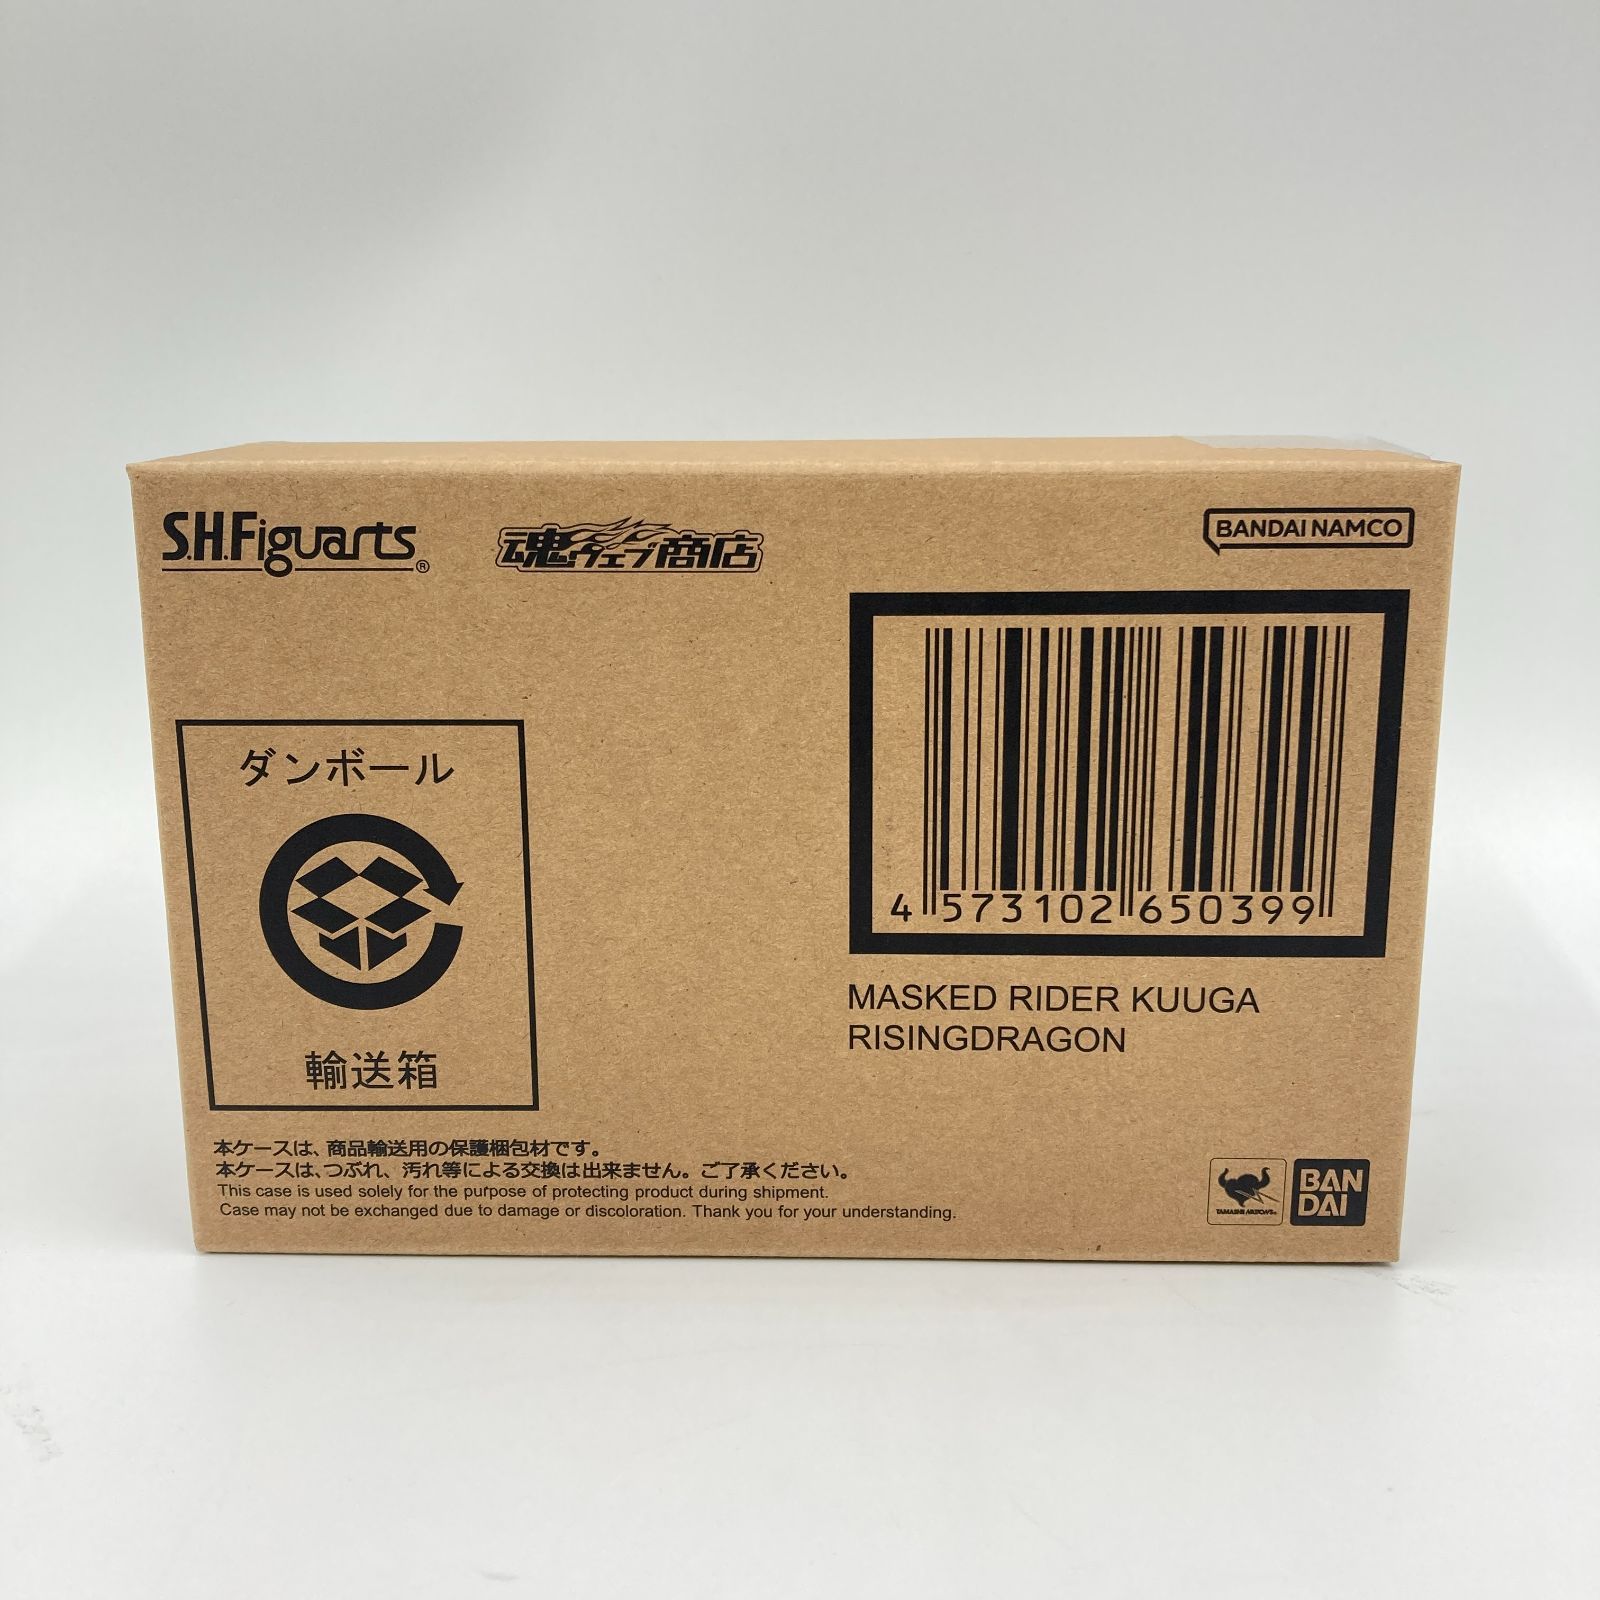 S.H.Figuarts®
魂ウェブ商店
BANDAI NAMCO
4 573102 650399
MASKED RIDER KUUGA
RISINGDRAGON
ダンボール
輸送箱
本ケースは、商品輸送用の保護梱包材です。
本ケースは、つぶれ、汚れ等による交換は出来ません。ご了承ください。
This case is used solely for the purpose of protecting product during shipment.
Case may not be exchanged due to damage or discoloration. Thank you for your understanding.
TAMASHII NATIONS
BAN
DAI